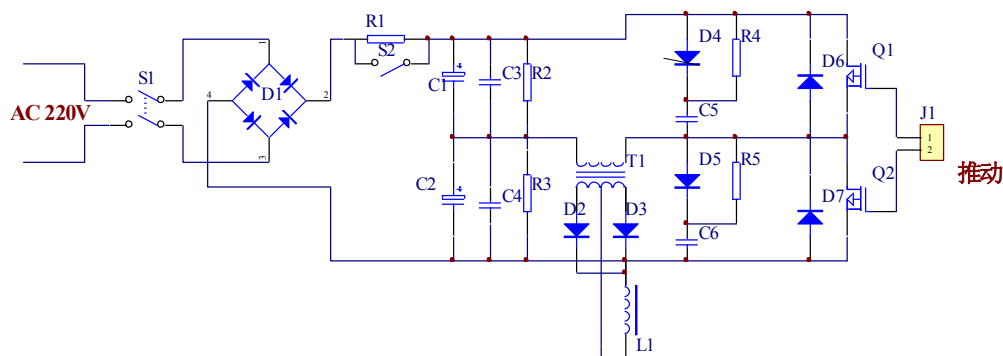 R1
S2
D4
R4
Q1
S1
D1
1
2
3
4
C1
C3
R2
D6
J1
AC 220V
C5
1
2
T1
D5
R5
Q2
推动
C2
C4
R3
D2
D3
D7
C6
L1